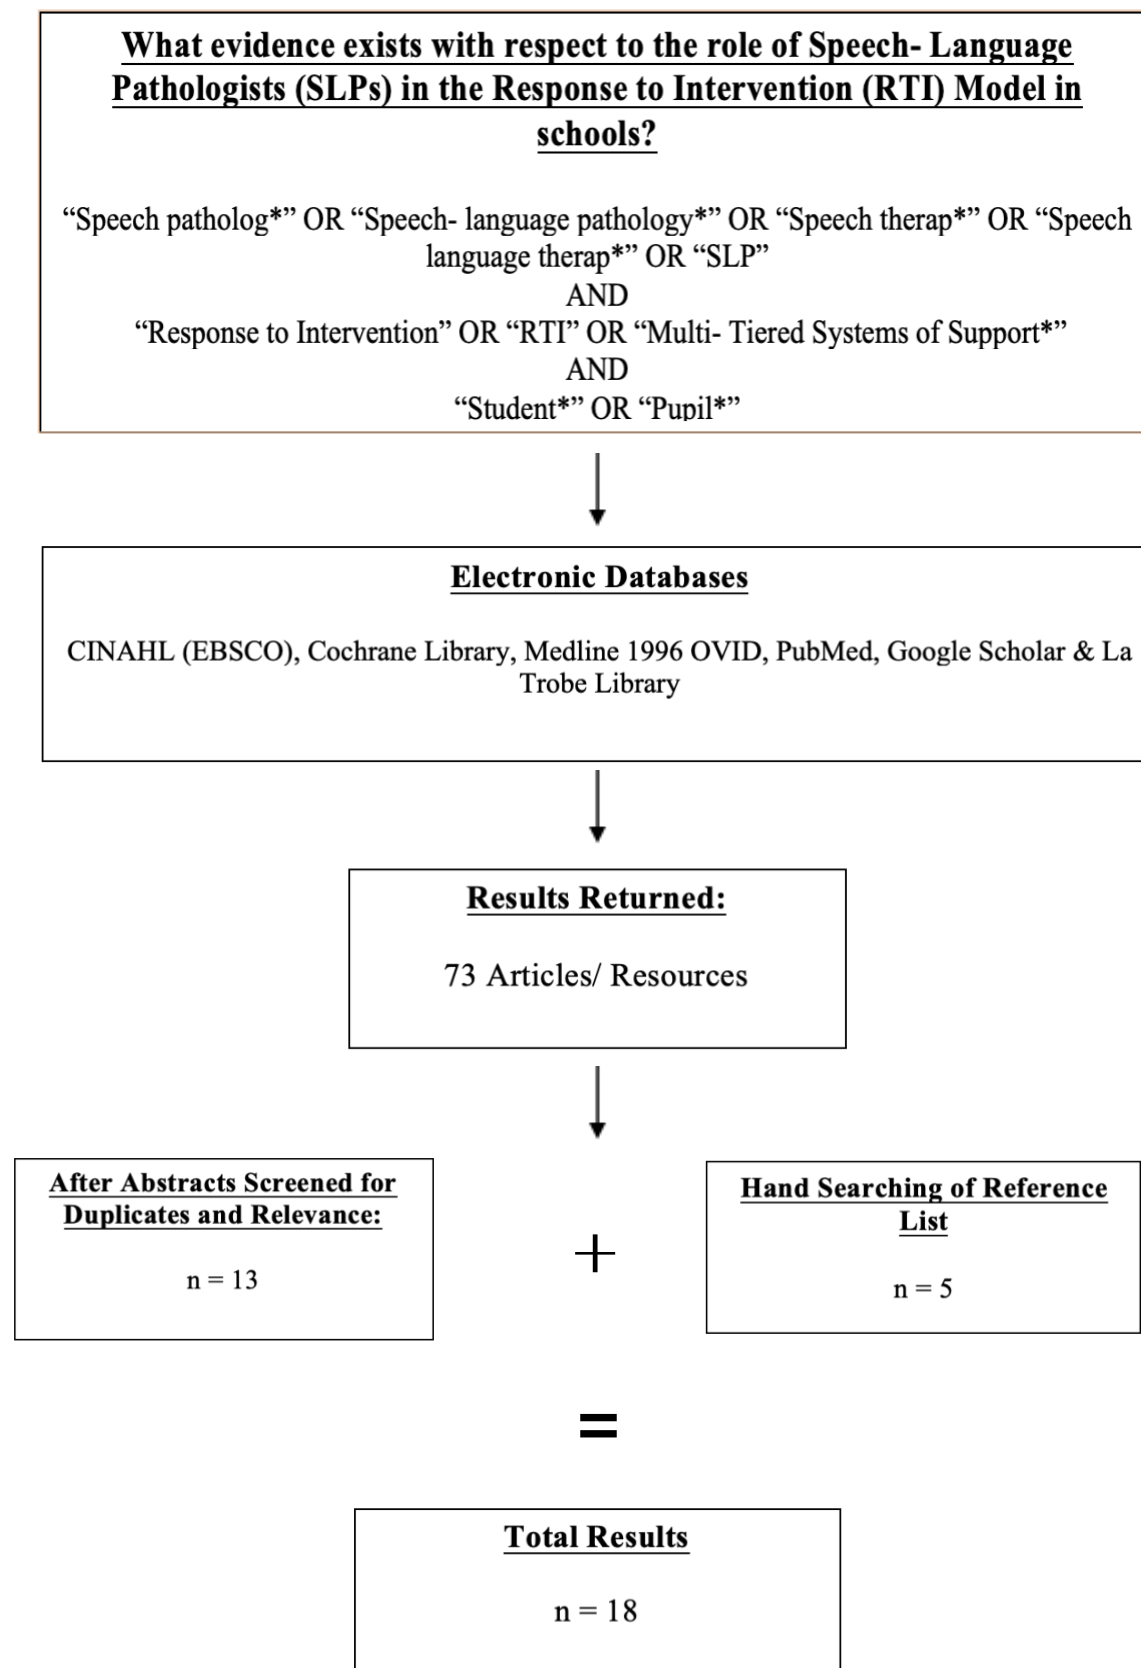 What evidence exists with respect to the role of Speech- Language
Pathologists (SLPs) in the Response to Intervention (RTI) Model in
schools?
“Speech patholog*” OR “Speech- language pathology*” OR “Speech therap*” OR “Speech
language therap*” OR “SLP”
AND
“Response to Intervention” OR “RTI” OR “Multi- Tiered Systems of Support*”
AND
“Student*” OR “Pupil*”
Electronic Databases
CINAHL (EBSCO), Cochrane Library, Medline 1996 OVID, PubMed, Google Scholar & La
Trobe Library
Results Returned:
73 Articles/ Resources
After Abstracts Screened for
Duplicates and Relevance:
n = 13
+
Hand Searching of Reference
List
n = 5
=
Total Results
n = 18